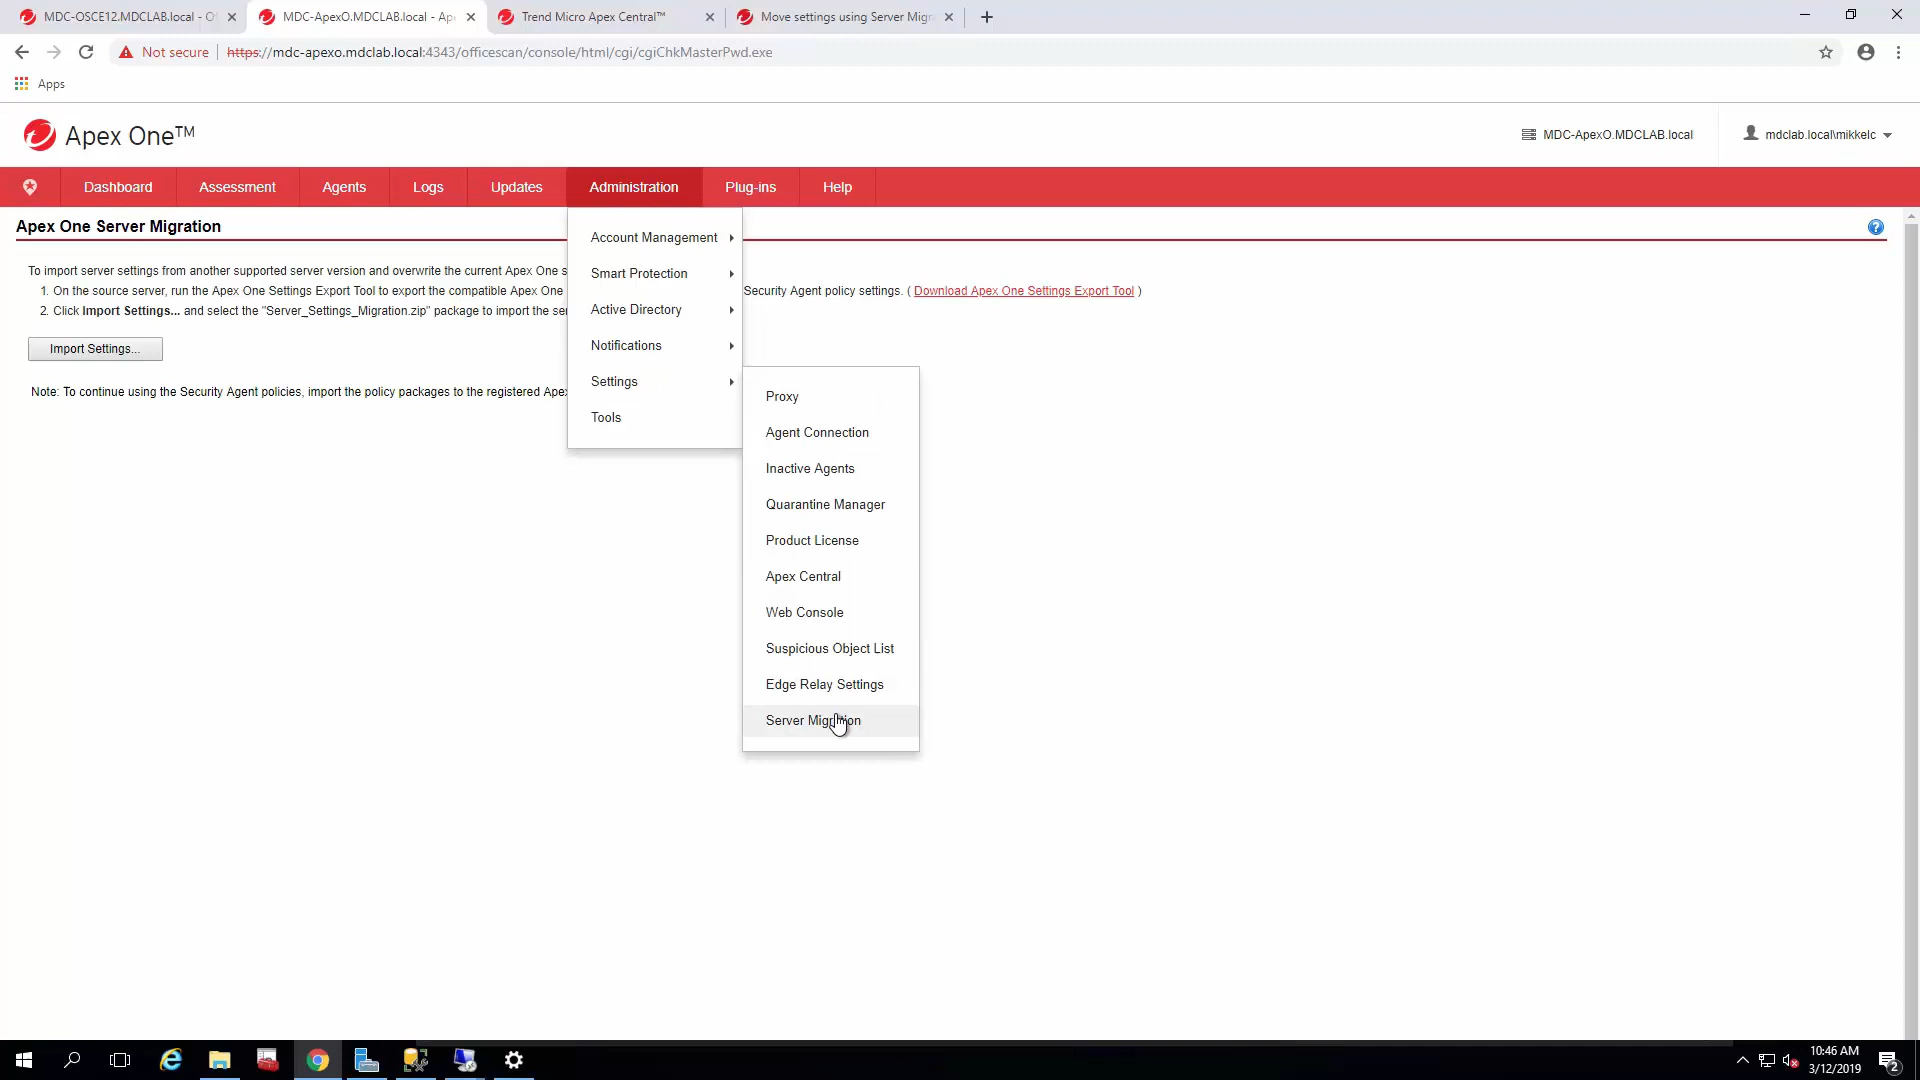 MDC-OSCE12.MDCLAB.local - O
MDC-ApexO.MDCLAB.local - Ap
Trend Micro Apex Central™
Move settings using Server Migr
Not secure
https://mdc-apexo.mdclab.local:4343/officescan/console/html/cgi/cgiChkMasterPwd.exe
Apps
Apex One™
MDC-ApexO.MDCLAB.local
mdclab.local\mikkelc
Dashboard
Assessment
Agents
Logs
Updates
Administration
Plug-ins
Help
Apex One Server Migration
To import server settings from another supported server version and overwrite the current Apex One s
1. On the source server, run the Apex One Settings Export Tool to export the compatible Apex One
Security Agent policy settings. ( Download Apex One Settings Export Tool )
2. Click Import Settings... and select the "Server_Settings_Migration.zip" package to import the se
Import Settings...
Note: To continue using the Security Agent policies, import the policy packages to the registered Apex
Account Management
Smart Protection
Active Directory
Notifications
Settings
Tools
Proxy
Agent Connection
Inactive Agents
Quarantine Manager
Product License
Apex Central
Web Console
Suspicious Object List
Edge Relay Settings
Server Migration
10:46 AM
3/12/2019
2